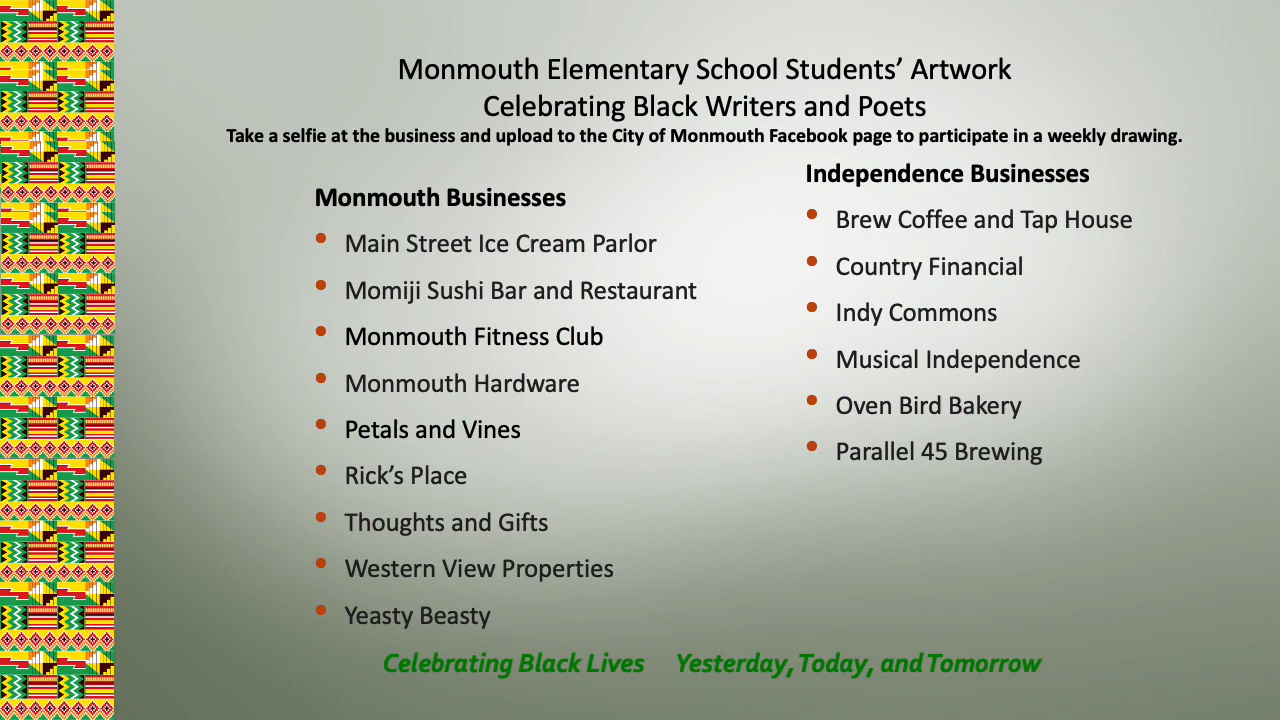 Monmouth Elementary School Students’ Artwork
Celebrating Black Writers and Poets
Take a selfie at the business and upload to the City of Monmouth Facebook page to participate in a weekly drawing.
Monmouth Businesses
• Main Street Ice Cream Parlor
• Momiji Sushi Bar and Restaurant
• Monmouth Fitness Club
• Monmouth Hardware
• Petals and Vines
• Rick’s Place
• Thoughts and Gifts
• Western View Properties
• Yeasty Beasty
Independence Businesses
• Brew Coffee and Tap House
• Country Financial
• Indy Commons
• Musical Independence
• Oven Bird Bakery
• Parallel 45 Brewing
Celebrating Black Lives Yesterday, Today, and Tomorrow